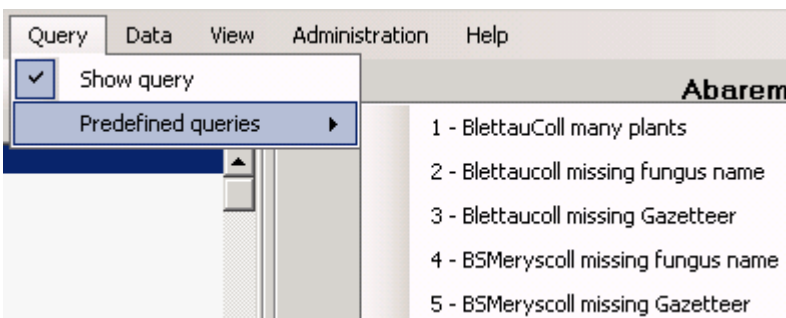 Query Data View Administration Help
Show query
Abarem
Predefined queries
1 - BlettauColl many plants
2 - Blettaucoll missing fungus name
3 - Blettaucoll missing Gazetteer
4 - BSMeryscoll missing fungus name
5 - BSMeryscoll missing Gazetteer